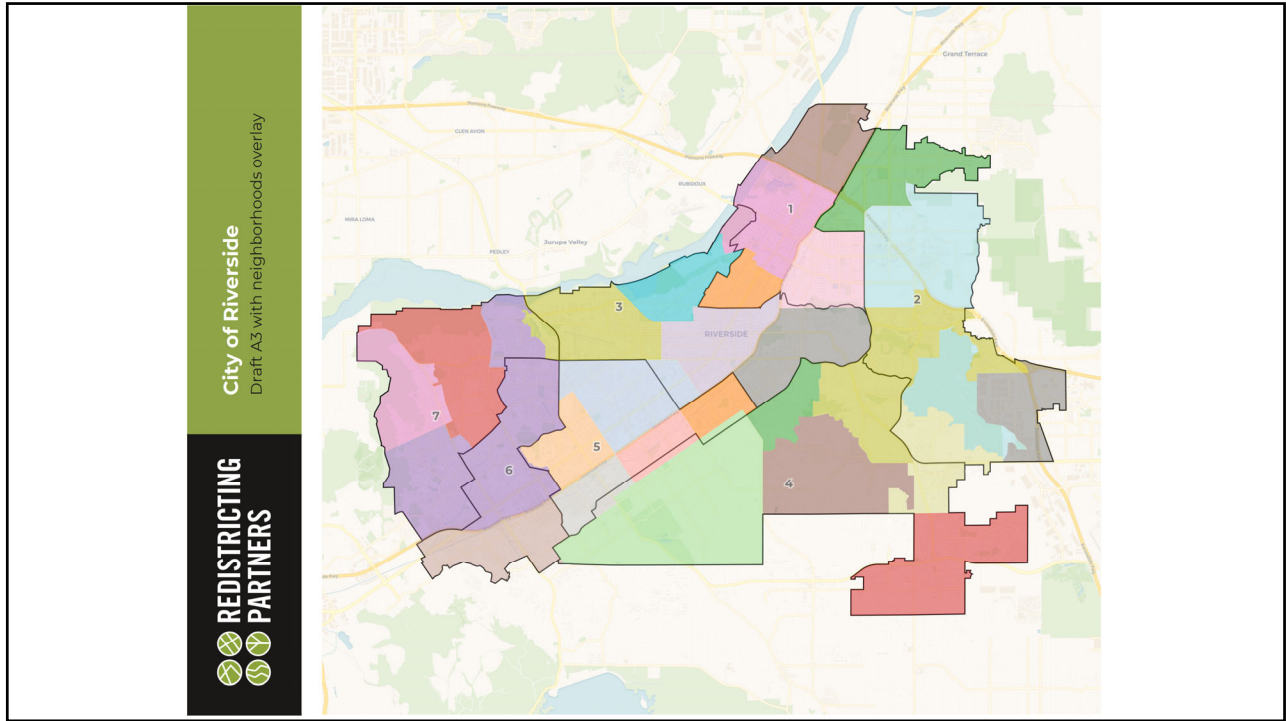 City of Riverside
Draft A3 with neighborhoods overlay
REDISTRICTING
PARTNERS
Grand Terrace
GLEN AVON
RUBIDOUX
MIRA LOMA
Jurupa Valley
PEDLEY
RIVERSIDE
1
2
3
4
5
6
7